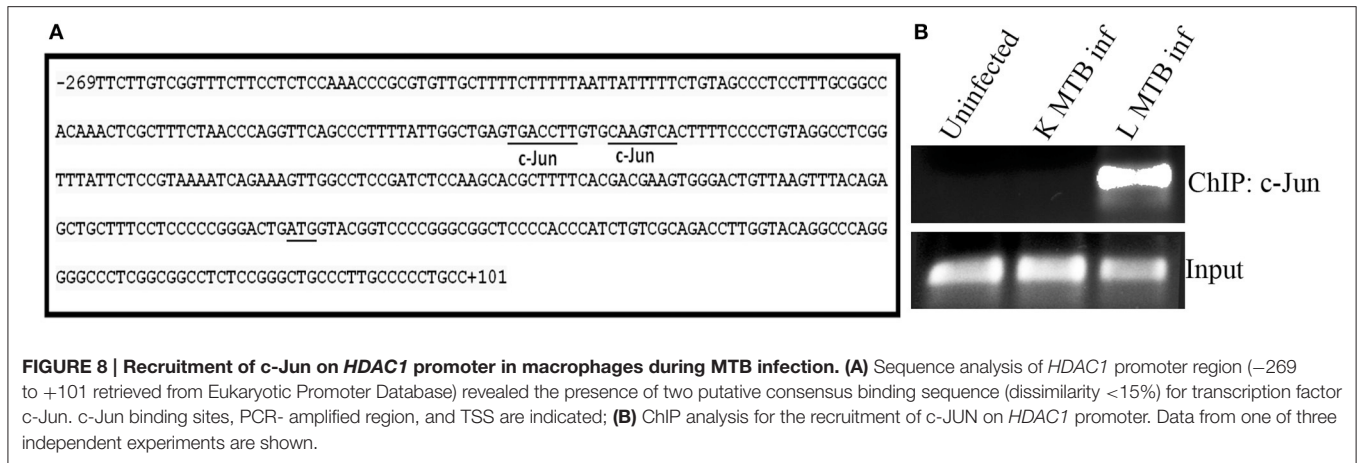 A
-269TTCTTGTCGGTTTCTTCCTCTCCAAACCCGCGTGTTGCTTTTCTTTTTAATTATTTTTCTGTAGCCCTCCTTTGCGGCC
ACAAACTCGCTTTCTAACCCAGGTTCAGCCCTTTTATTGGCTGAGTGACCTTGTGCAAGTCACTTTTCCCCTGTAGGCCTCGG
c-Jun c-Jun
TTTATTCTCCGTAAAATCAGAAAGTTGGCCTCCGATCTCCAAGCACGCTTTTCACGACGAAGTGGGACTGTTAAGTTTACAGA
GCTGCTTTCCTCCCCCGGGACTGATGGTACGGTCCCCGGGCGGCTCCCCACCCATCTGTCGCAGACCTTGGTACAGGCCCAGG
GGGCCCTCGGCGGCCTCTCCGGGCTGCCCTTGCCCCCTGCC+101
B
Uninfected
K MTB inf
L MTB inf
ChIP: c-Jun
Input
FIGURE 8 | Recruitment of c-Jun on HDAC1 promoter in macrophages during MTB infection. (A) Sequence analysis of HDAC1 promoter region (−269
to +101 retrieved from Eukaryotic Promoter Database) revealed the presence of two putative consensus binding sequence (dissimilarity <15%) for transcription factor
c-Jun. c-Jun binding sites, PCR- amplified region, and TSS are indicated; (B) ChIP analysis for the recruitment of c-JUN on HDAC1 promoter. Data from one of three
independent experiments are shown.